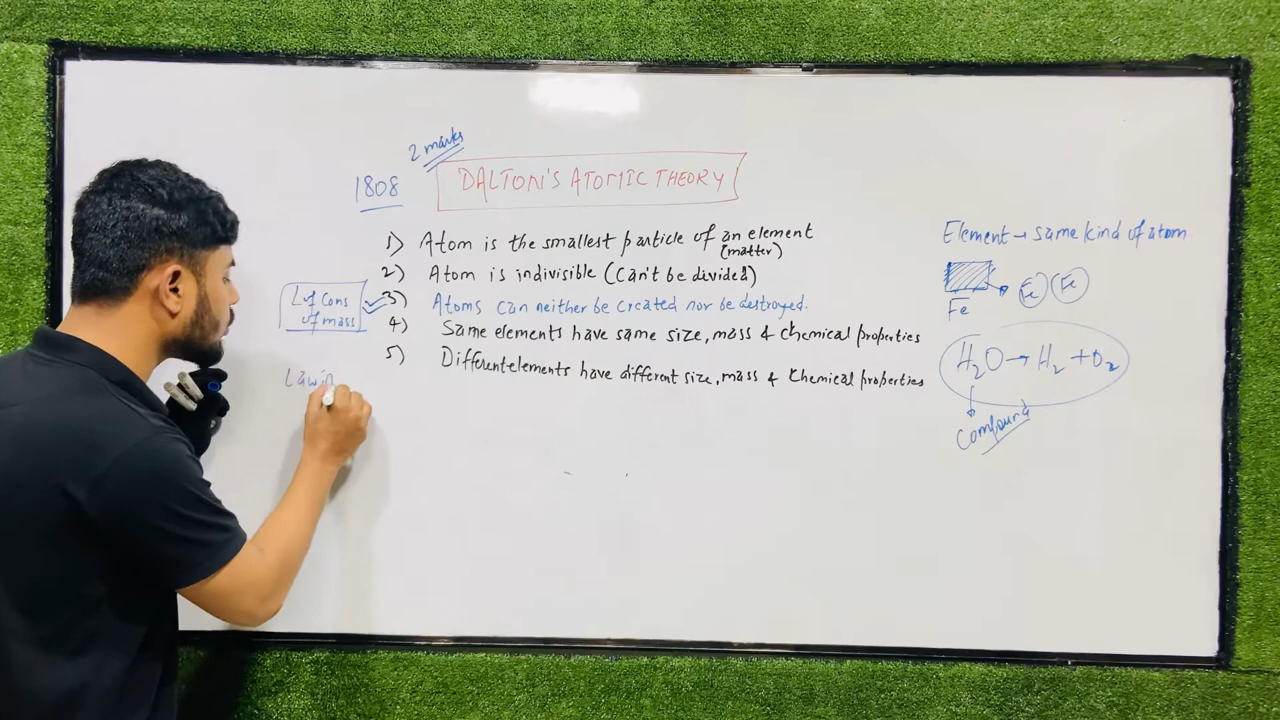 2 marks
1808
DALTON'S ATOMIC THEORY
1) Atom is the smallest particle of an element
(matter)
2) Atom is indivisible (Can't be divided)
L of Cons
of mass
3) Atoms can neither be created nor be destroyed.
4) Same elements have same size, mass & Chemical properties
5) Different elements have different size, mass & Chemical properties
Lawin
Element → same kind of atom
Fe Fe
Fe
H₂O → H₂ + O₂
Compound